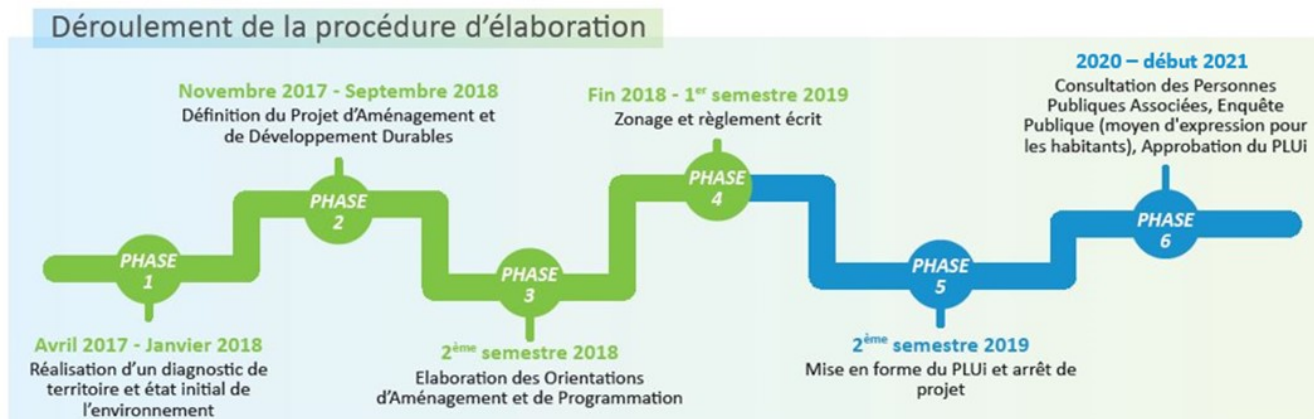 Déroulement de la procédure d'élaboration
Avril 2017 - Janvier 2018
Réalisation d'un diagnostic de
territoire et état initial de
l'environnement
PHASE
1
Novembre 2017 - Septembre 2018
Définition du Projet d'Aménagement et
de Développement Durables
PHASE
2
PHASE
3
2ème semestre 2018
Elaboration des Orientations
d'Aménagement et de Programmation
Fin 2018 - 1er semestre 2019
Zonage et règlement écrit
PHASE
4
PHASE
5
2ème semestre 2019
Mise en forme du PLUi et arrêt de
projet
2020 – début 2021
Consultation des Personnes
Publiques Associées, Enquête
Publique (moyen d'expression pour
les habitants), Approbation du PLUi
PHASE
6